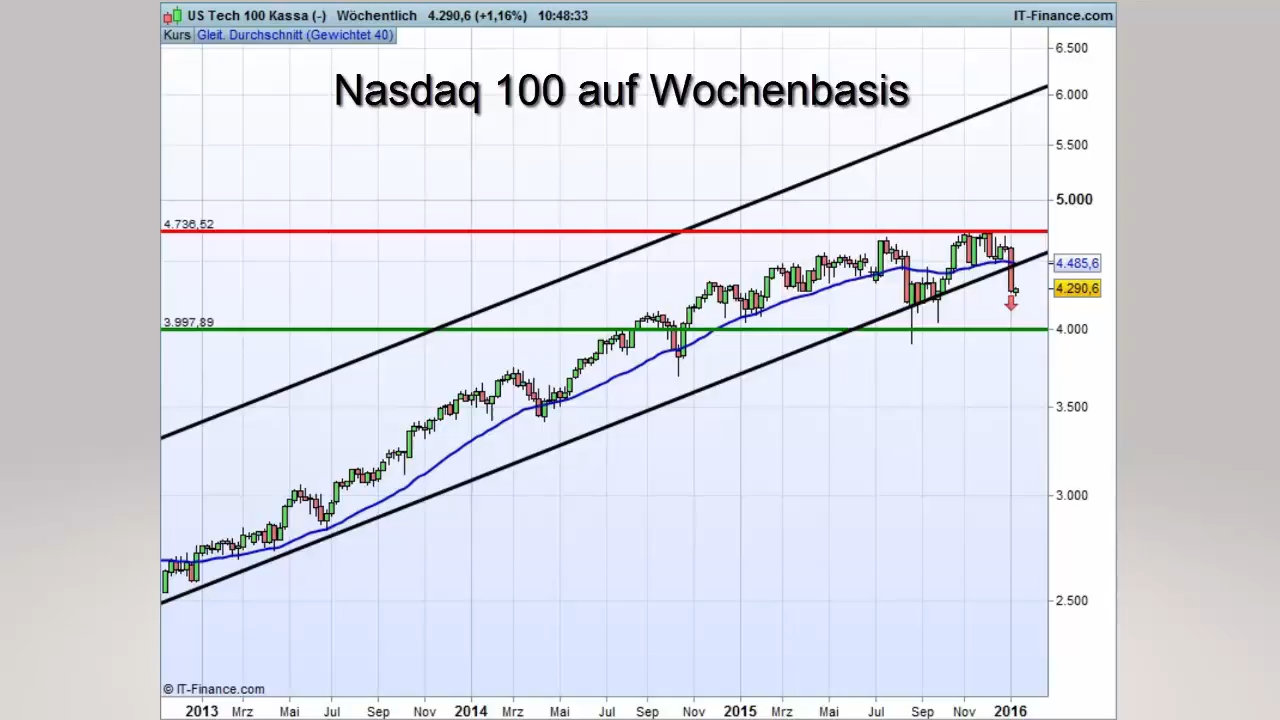 US Tech 100 Kassa (-) Wöchentlich 4.290,6 (+1,16%) 10:48:33 IT-Finance.com
Kurs Gleit. Durchschnitt (Gewichtet 40)
Nasdaq 100 auf Wochenbasis
6.500
6.000
5.500
5.000
4.736,52
4.485,6
4.290,6
3.997,89
4.000
3.500
3.000
2.500
© IT-Finance.com
2013 Mrz Mai Jul Sep Nov 2014 Mrz Mai Jul Sep Nov 2015 Mrz Mai Jul Sep Nov 2016